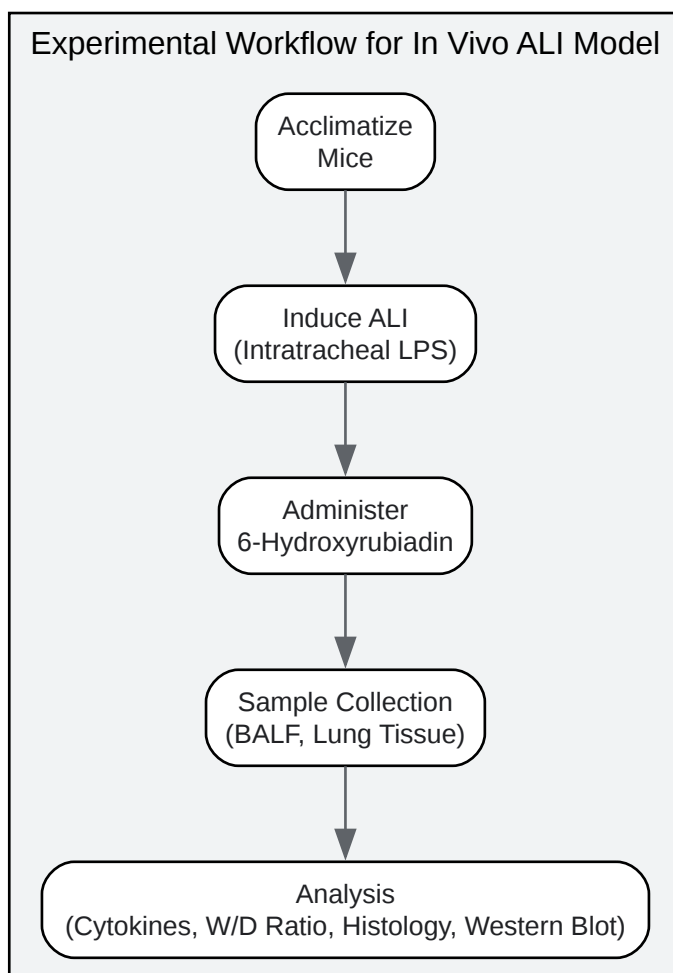 Experimental Workflow for In Vivo ALI Model
Acclimatize
Mice
Induce ALI
(Intratracheal LPS)
Administer
6-Hydroxyrubiadin
Sample Collection
(BALF, Lung Tissue)
Analysis
(Cytokines, W/D Ratio, Histology, Western Blot)